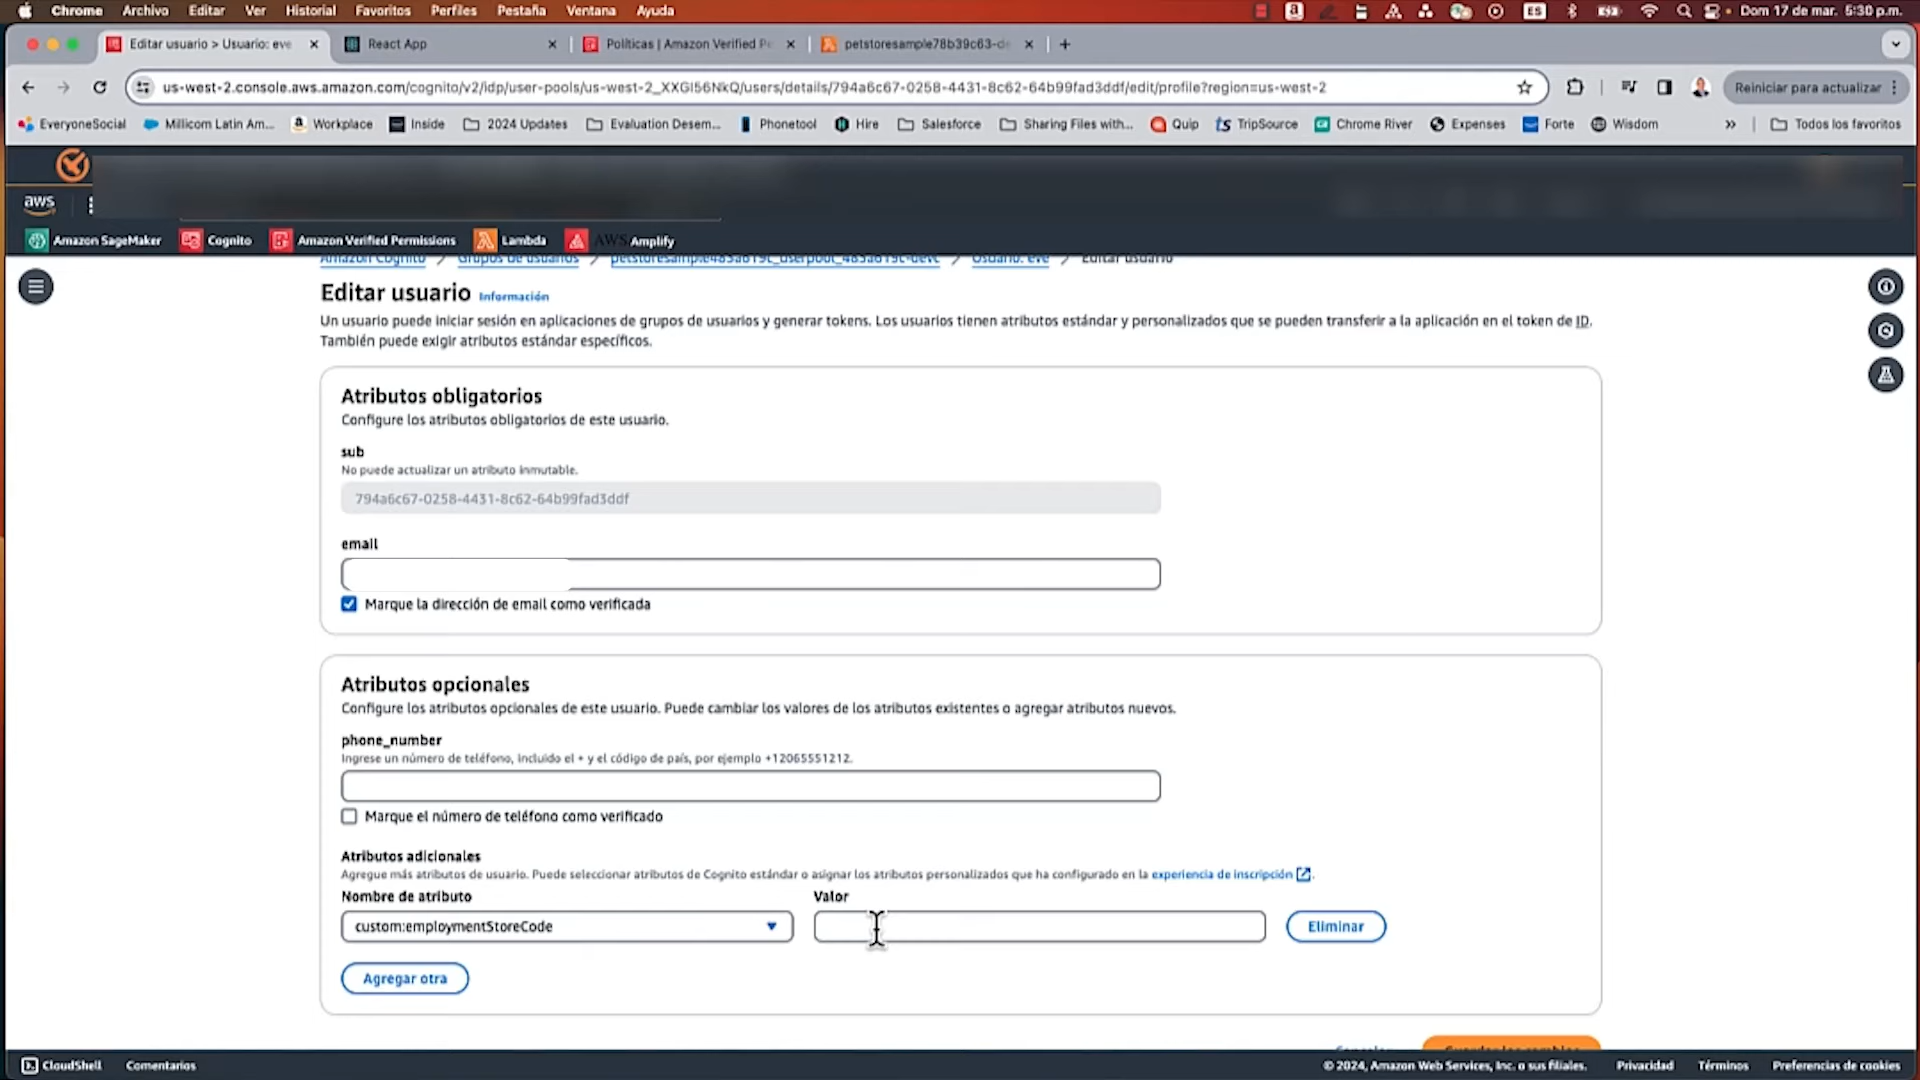 Chrome Archivo Editar Ver Historial Favoritos Perfiles Pestaña Ventana Ayuda ES Dom 17 de mar. 5:30 p.m.
Editar usuario > Usuario: eve React App Políticas | Amazon Verified Pe petstoresample78b39c63-de
us-west-2.console.aws.amazon.com/cognito/v2/idp/user-pools/us-west-2_XXGI56NkQ/users/details/794a6c67-0258-4431-8c62-64b99fad3ddf/edit/profile?region=us-west-2 Reiniciar para actualizar
EveryoneSocial Millicom Latin Am... Workplace Inside 2024 Updates Evaluation Desem... Phonetool Hire Salesforce Sharing Files with... Quip TripSource Chrome River Expenses Forte Wisdom Todos los favoritos
aws
Amazon SageMaker Cognito Amazon Verified Permissions Lambda AWS Amplify
Amazon Cognito Grupos de usuarios petstoresample485a619c_userpool_485a619c-devc Usuario: eve Editar usuario
Editar usuario Información
Un usuario puede iniciar sesión en aplicaciones de grupos de usuarios y generar tokens. Los usuarios tienen atributos estándar y personalizados que se pueden transferir a la aplicación en el token de ID.
También puede exigir atributos estándar específicos.
Atributos obligatorios
Configure los atributos obligatorios de este usuario.
sub
No puede actualizar un atributo inmutable.
794a6c67-0258-4431-8c62-64b99fad3ddf
email
Marque la dirección de email como verificada
Atributos opcionales
Configure los atributos opcionales de este usuario. Puede cambiar los valores de los atributos existentes o agregar atributos nuevos.
phone_number
Ingrese un número de teléfono, incluido el + y el código de país, por ejemplo +12065551212.
Marque el número de teléfono como verificado
Atributos adicionales
Agregue más atributos de usuario. Puede seleccionar atributos de Cognito estándar o asignar los atributos personalizados que ha configurado en la experiencia de inscripción.
Nombre de atributo Valor
custom:employmentStoreCode Eliminar
Agregar otra
CloudShell Comentarios © 2024, Amazon Web Services, Inc. o sus filiales. Privacidad Términos Preferencias de cookies